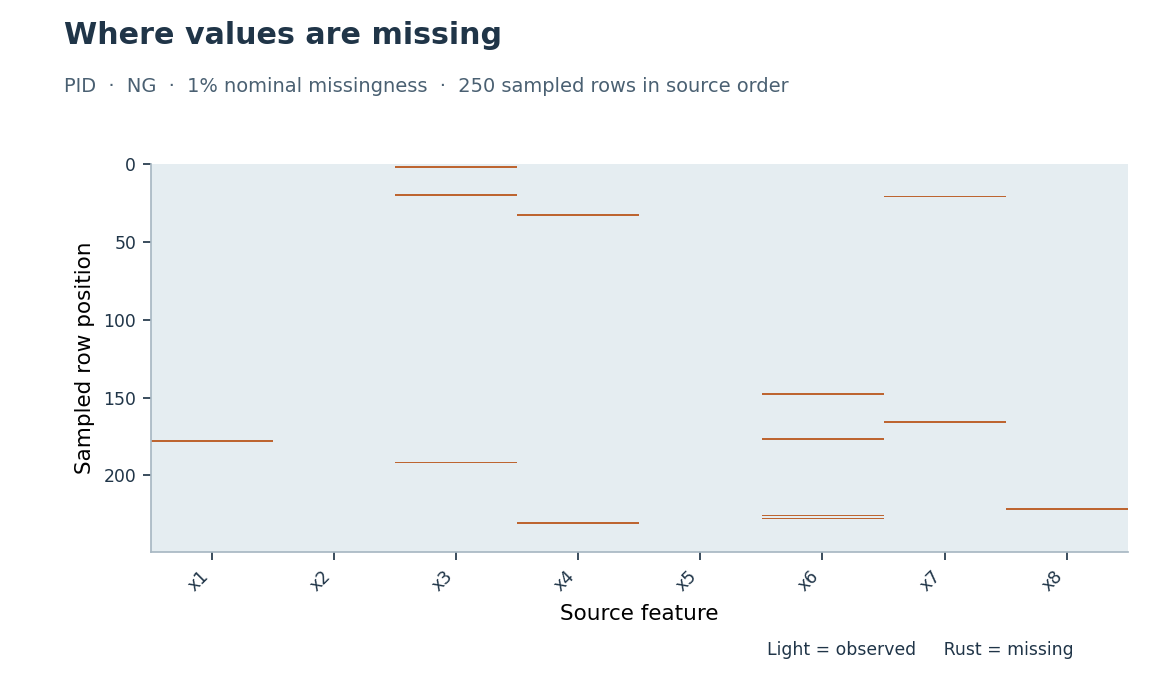 Where values are missing
PID · NG · 1% nominal missingness · 250 sampled rows in source order
Sampled row position
0
50
100
150
200
x1 x2 x3 x4 x5 x6 x7 x8
Source feature
Light = observed Rust = missing